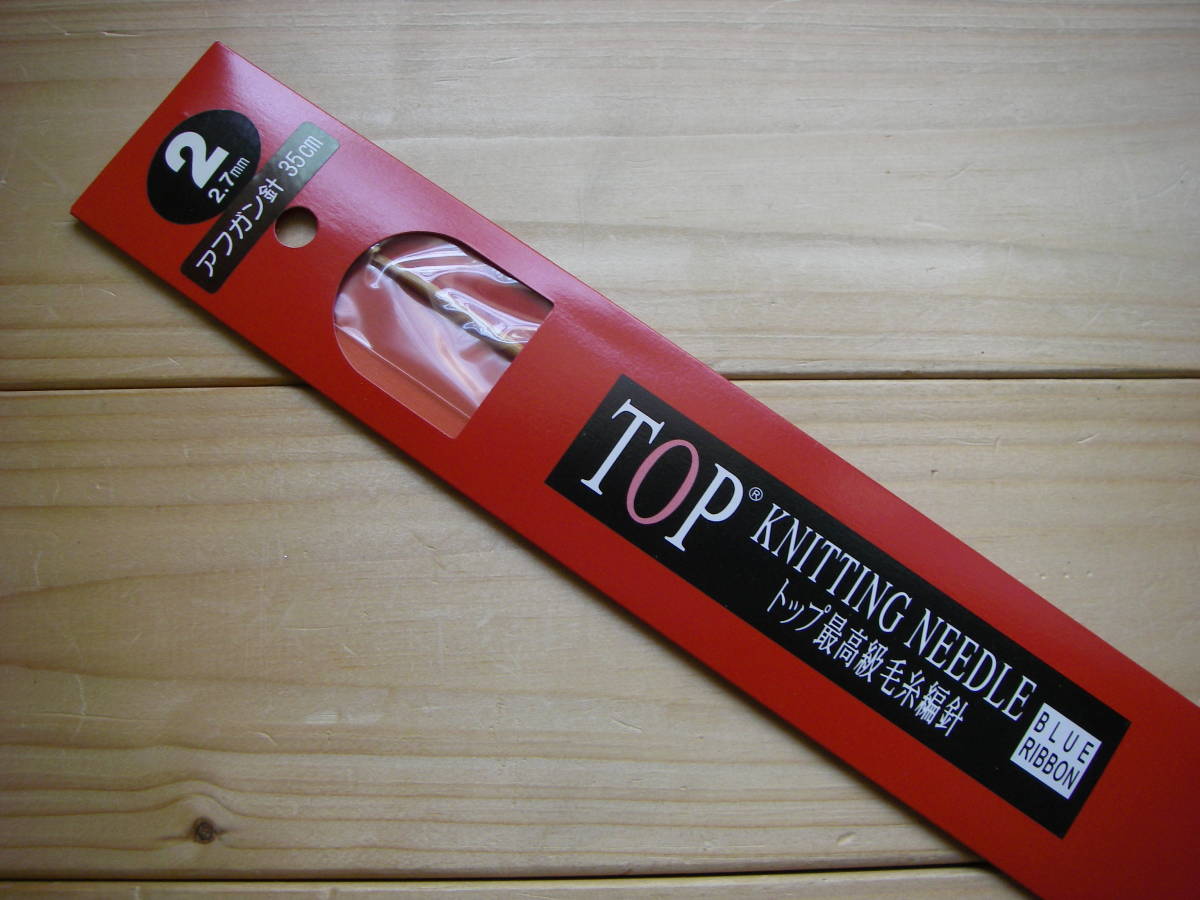 2
2.7mm
アフガン針 35cm
TOP® KNITTING NEEDLE
トップ最高級毛糸編針
BLUE
RIBBON